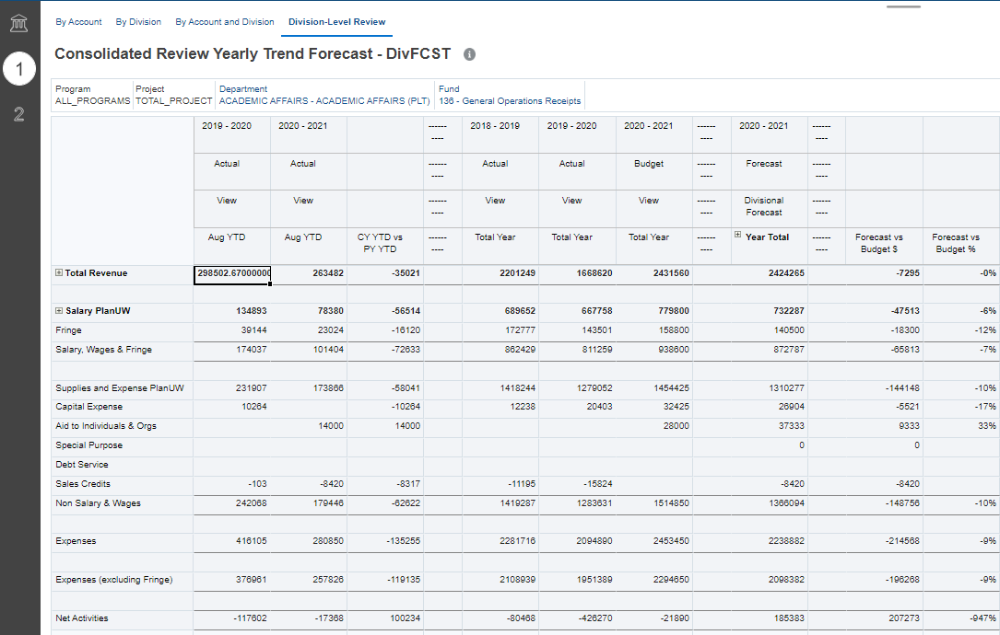 By Account By Division By Account and Division Division-Level Review
1
Consolidated Review Yearly Trend Forecast - DivFCST i
2
Program Project Department Fund
ALL_PROGRAMS TOTAL_PROJECT ACADEMIC AFFAIRS - ACADEMIC AFFAIRS (PLT) 136 - General Operations Receipts
2019 - 2020 2020 - 2021 ------ 2018 - 2019 2019 - 2020 2020 - 2021 ------ 2020 - 2021 ------
---- ---- ----
Actual Actual ------ Actual Actual Budget ------ Forecast ------
---- ---- ----
View View ------ View View View ------ Divisional ------
---- ---- Forecast ----
Aug YTD Aug YTD CY YTD vs ------ Total Year Total Year Total Year ------ Year Total ------ Forecast vs Forecast vs
PY YTD ---- ---- ---- Budget $ Budget %
Total Revenue 298502.6700000 263482 -35021 2201249 1668620 2431560 2424265 -7295 -0%
Salary PlanUW 134893 78380 -56514 689652 667758 779800 732287 -47513 -6%
Fringe 39144 23024 -16120 172777 143501 158800 140500 -18300 -12%
Salary, Wages & Fringe 174037 101404 -72633 862429 811259 938600 872787 -65813 -7%
Supplies and Expense PlanUW 231907 173866 -58041 1418244 1279052 1454425 1310277 -144148 -10%
Capital Expense 10264 -10264 12238 20403 32425 26904 -5521 -17%
Aid to Individuals & Orgs 14000 14000 28000 37333 9333 33%
Special Purpose 0 0
Debt Service
Sales Credits -103 -8420 -8317 -11195 -15824 -8420 -8420
Non Salary & Wages 242068 179446 -62622 1419287 1283631 1514850 1366094 -148756 -10%
Expenses 416105 280850 -135255 2281716 2094890 2453450 2238882 -214568 -9%
Expenses (excluding Fringe) 376961 257826 -119135 2108939 1951389 2294650 2098382 -196268 -9%
Net Activities -117602 -17368 100234 -80468 -426270 -21890 185383 207273 -947%